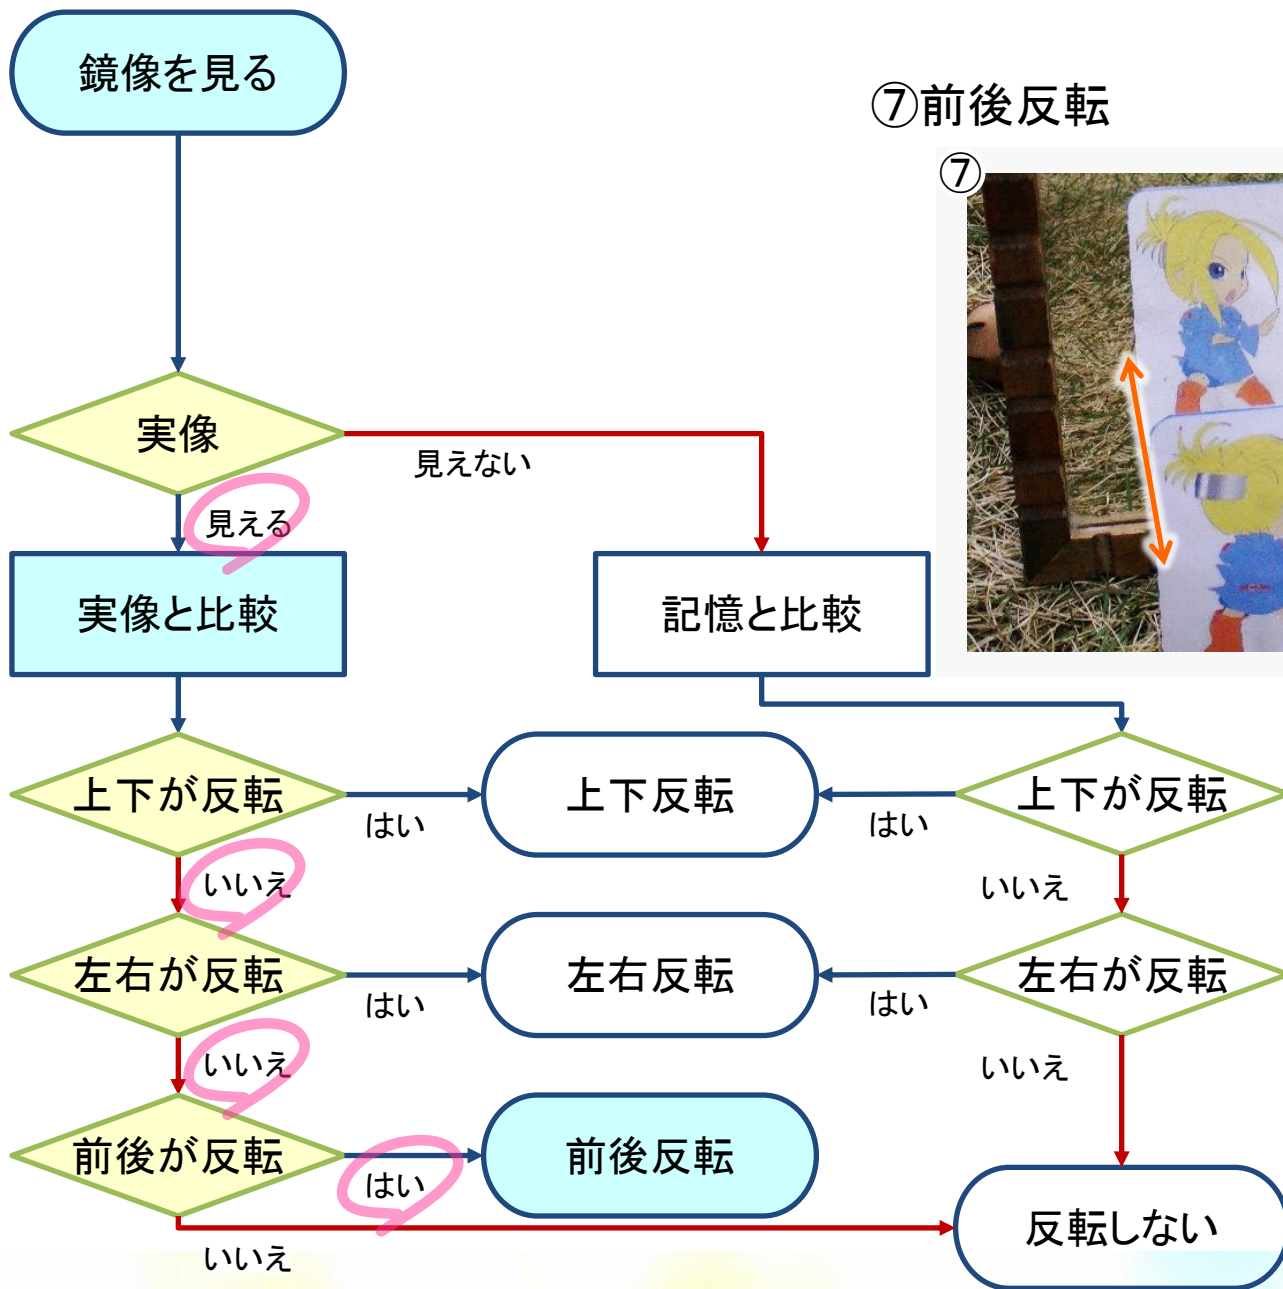 鏡像を見る
⑦前後反転
⑦
実像
見えない
見える
実像と比較
記憶と比較
上下が反転
はい
上下反転
はい
上下が反転
いいえ
いいえ
左右が反転
はい
左右反転
はい
左右が反転
いいえ
いいえ
前後が反転
はい
前後反転
反転しない
いいえ